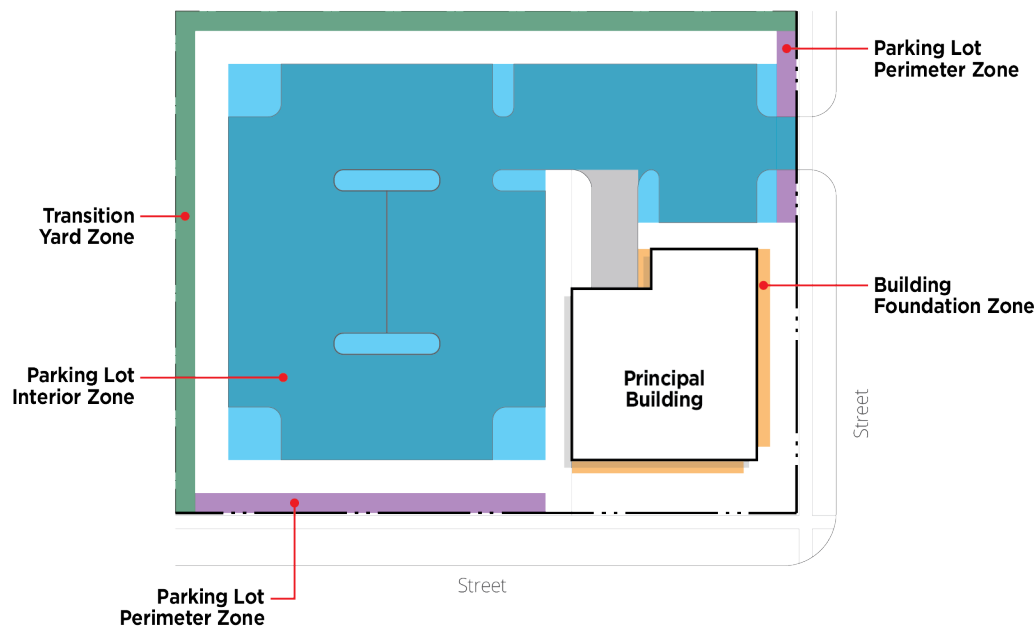 Parking Lot
Perimeter Zone
Transition
Yard Zone
Building
Foundation Zone
Parking Lot
Interior Zone
Principal
Building
Street
Street
Parking Lot
Perimeter Zone